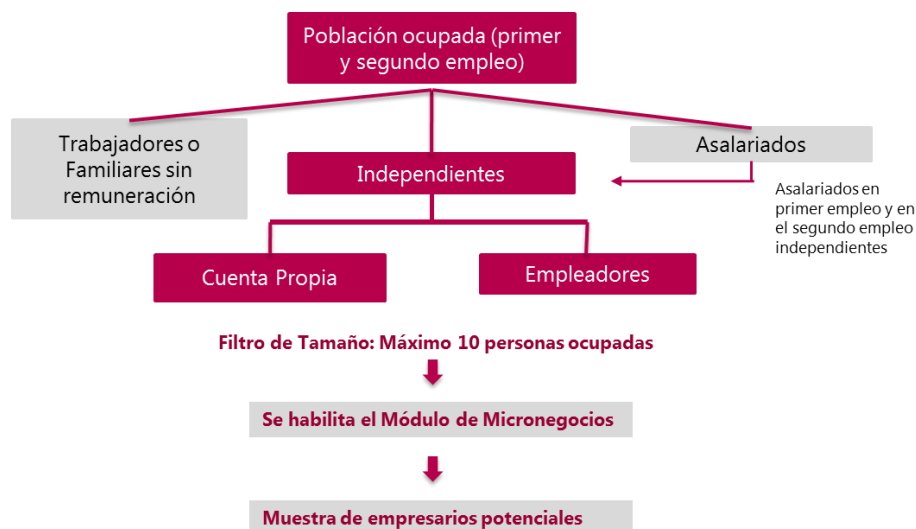 Población ocupada (primer
y segundo empleo)
Trabajadores o
Familiares sin
remuneración
Independientes
Asalariados
Asalariados en
primer empleo y en
el segundo empleo
independientes
Cuenta Propia
Empleadores
Filtro de Tamaño: Máximo 10 personas ocupadas
Se habilita el Módulo de Micronegocios
Muestra de empresarios potenciales